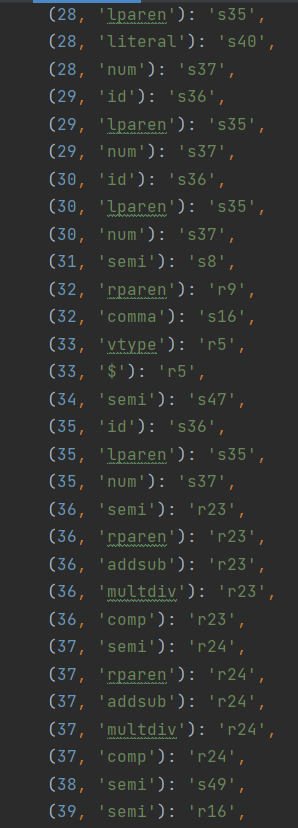 (28, 'lparen'): 's35',
(28, 'literal'): 's40',
(28, 'num'): 's37',
(29, 'id'): 's36',
(29, 'lparen'): 's35',
(29, 'num'): 's37',
(30, 'id'): 's36',
(30, 'lparen'): 's35',
(30, 'num'): 's37',
(31, 'semi'): 's8',
(32, 'rparen'): 'r9',
(32, 'comma'): 's16',
(33, 'vtype'): 'r5',
(33, '$'): 'r5',
(34, 'semi'): 's47',
(35, 'id'): 's36',
(35, 'lparen'): 's35',
(35, 'num'): 's37',
(36, 'semi'): 'r23',
(36, 'rparen'): 'r23',
(36, 'addsub'): 'r23',
(36, 'multdiv'): 'r23',
(36, 'comp'): 'r23',
(37, 'semi'): 'r24',
(37, 'rparen'): 'r24',
(37, 'addsub'): 'r24',
(37, 'multdiv'): 'r24',
(37, 'comp'): 'r24',
(38, 'semi'): 's49',
(39, 'semi'): 'r16',